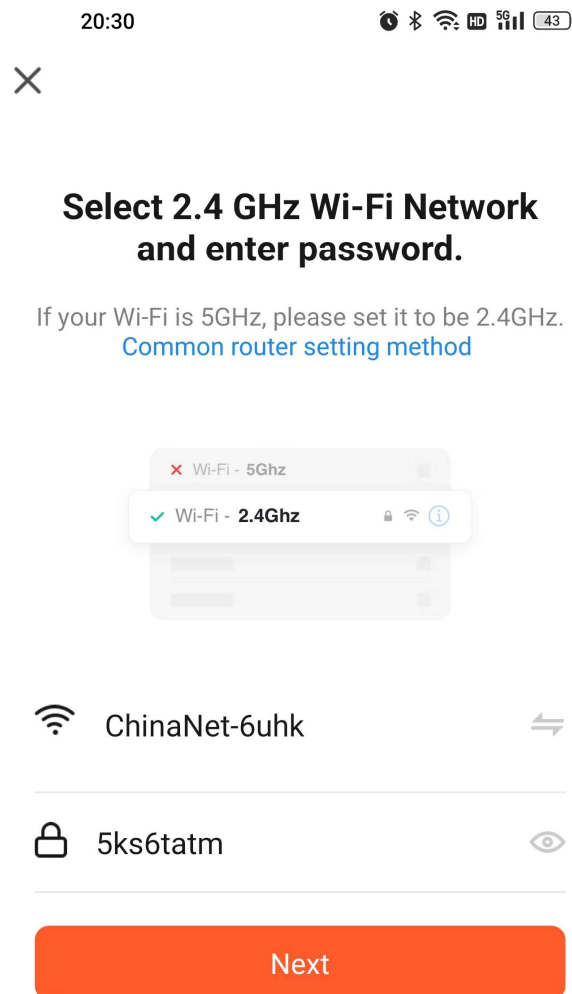 20:30
HD 5G 43
Select 2.4 GHz Wi-Fi Network
and enter password.
If your Wi-Fi is 5GHz, please set it to be 2.4GHz.
Common router setting method
Wi-Fi - 5Ghz
Wi-Fi - 2.4Ghz
ChinaNet-6uhk
5ks6tatm
Next